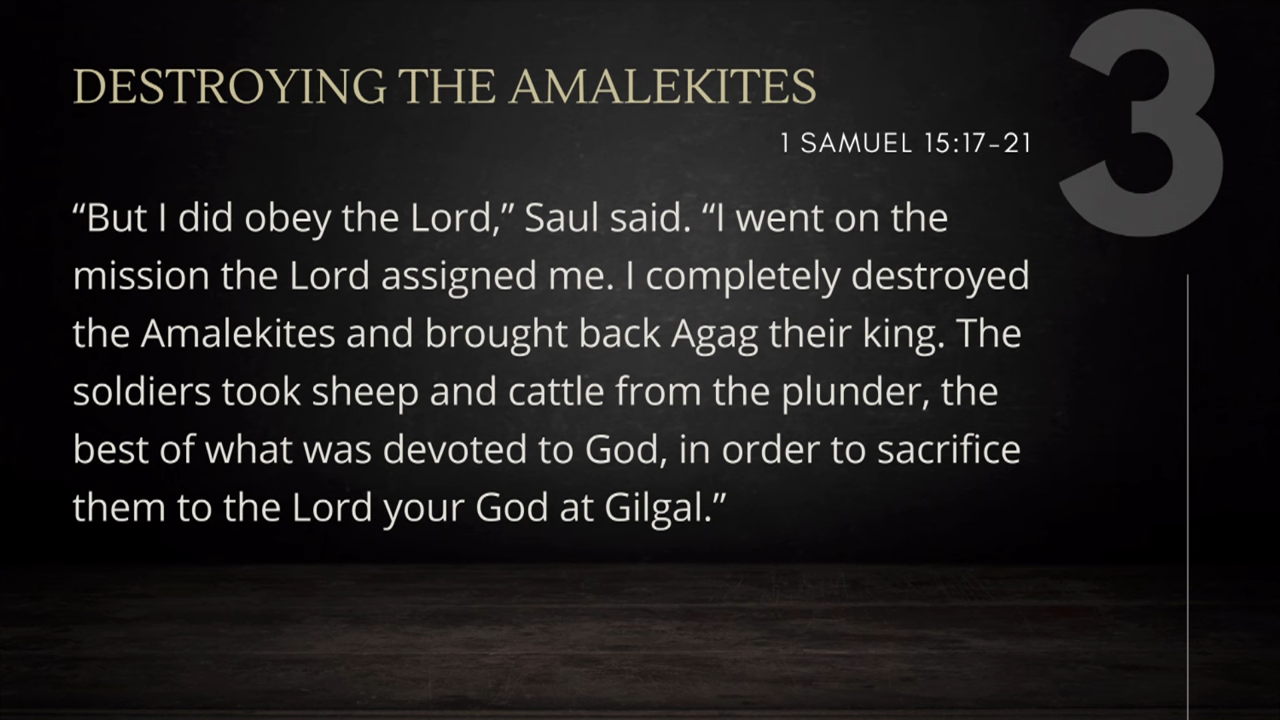 3
DESTROYING THE AMALEKITES
1 SAMUEL 15:17-21
“But I did obey the Lord,” Saul said. “I went on the
mission the Lord assigned me. I completely destroyed
the Amalekites and brought back Agag their king. The
soldiers took sheep and cattle from the plunder, the
best of what was devoted to God, in order to sacrifice
them to the Lord your God at Gilgal.”